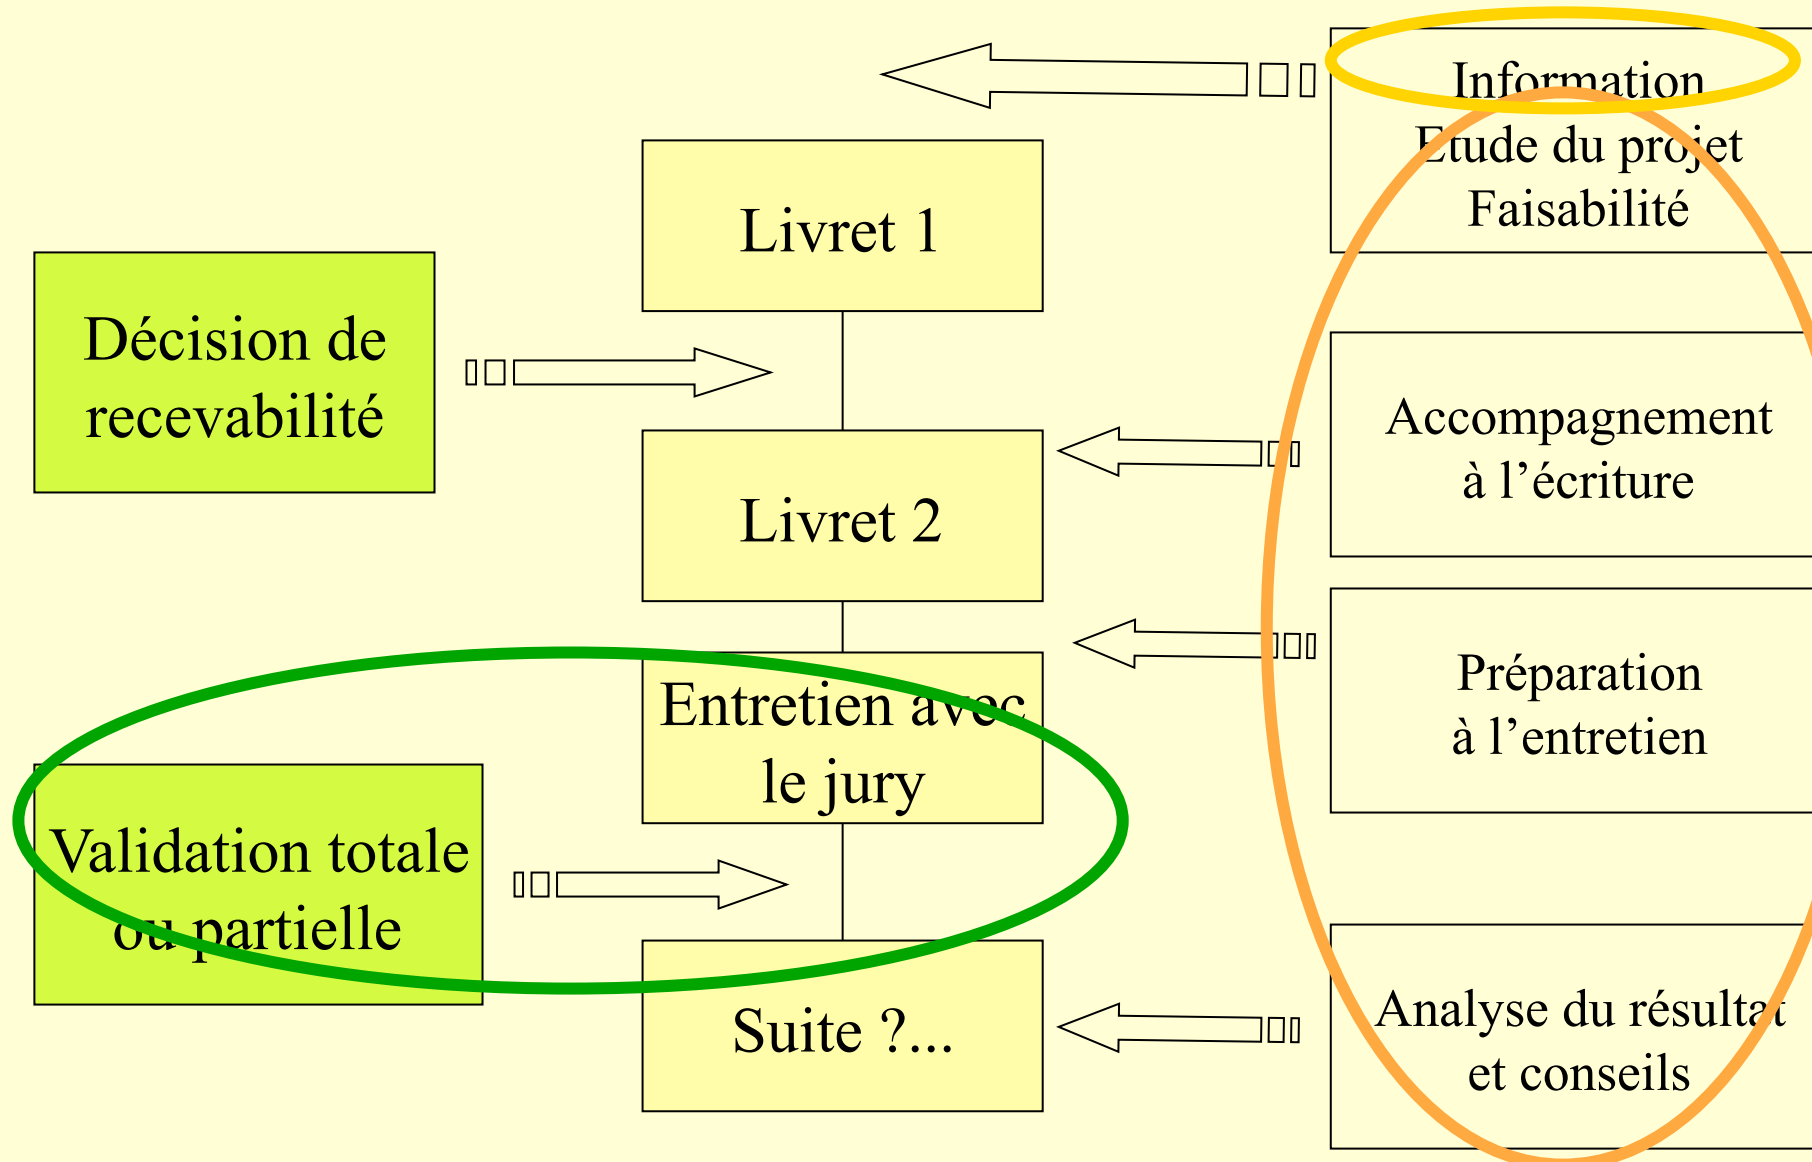 Information
Etude du projet
Faisabilité
Livret 1
Décision de
recevabilité
Accompagnement
à l’écriture
Livret 2
Préparation
à l’entretien
Entretien avec
le jury
Validation totale
ou partielle
Suite ?...
Analyse du résultat
et conseils